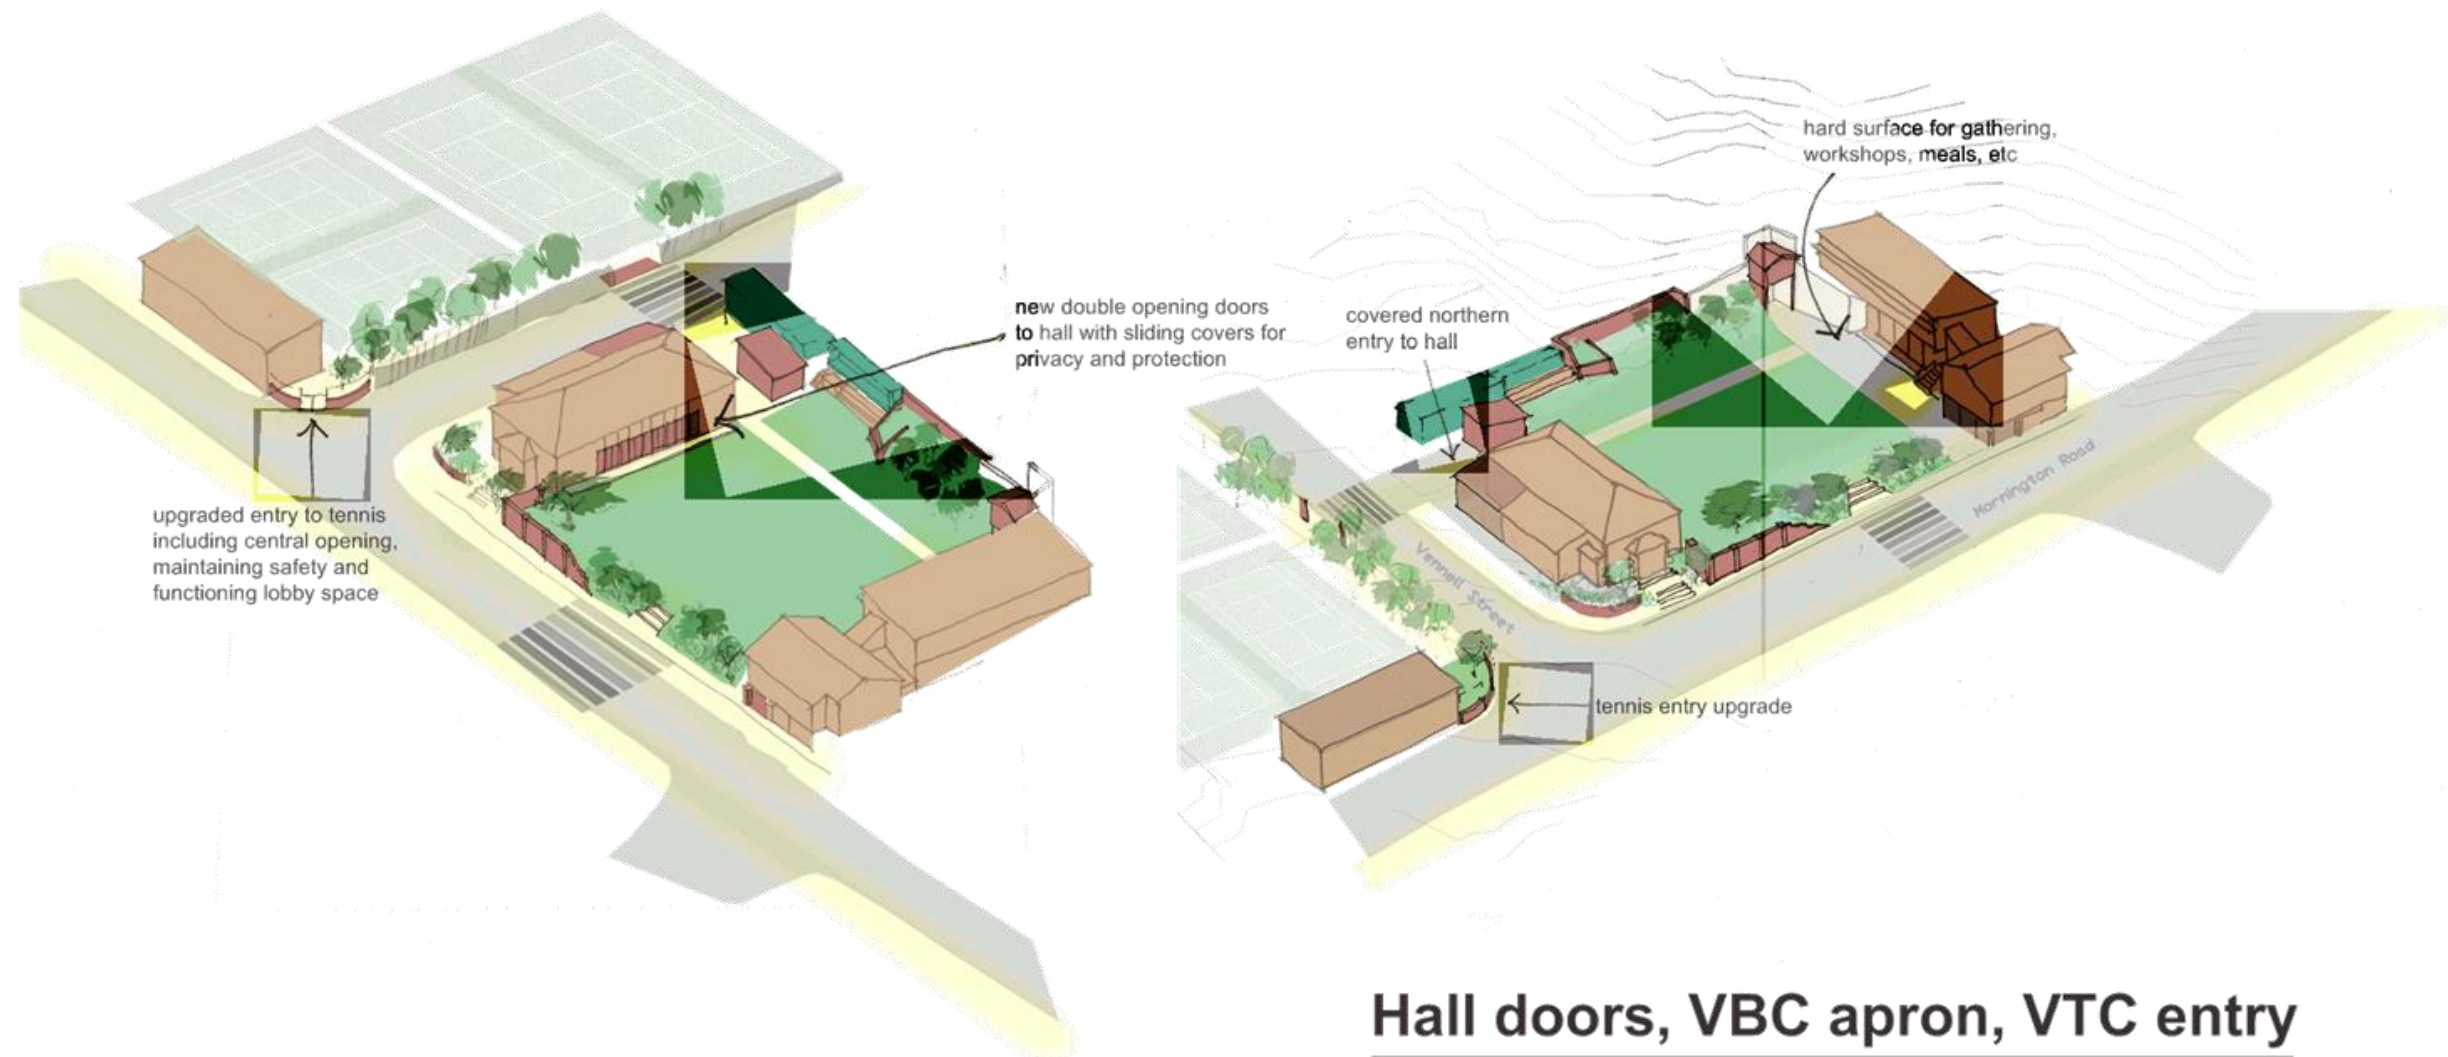 upgraded entry to tennis
including central opening,
maintaining safety and
functioning lobby space
new double opening doors
to hall with sliding covers for
privacy and protection
covered northern
entry to hall
hard surface for gathering,
workshops, meals, etc
Vennell Street
Mornington Road
tennis entry upgrade
Hall doors, VBC apron, VTC entry